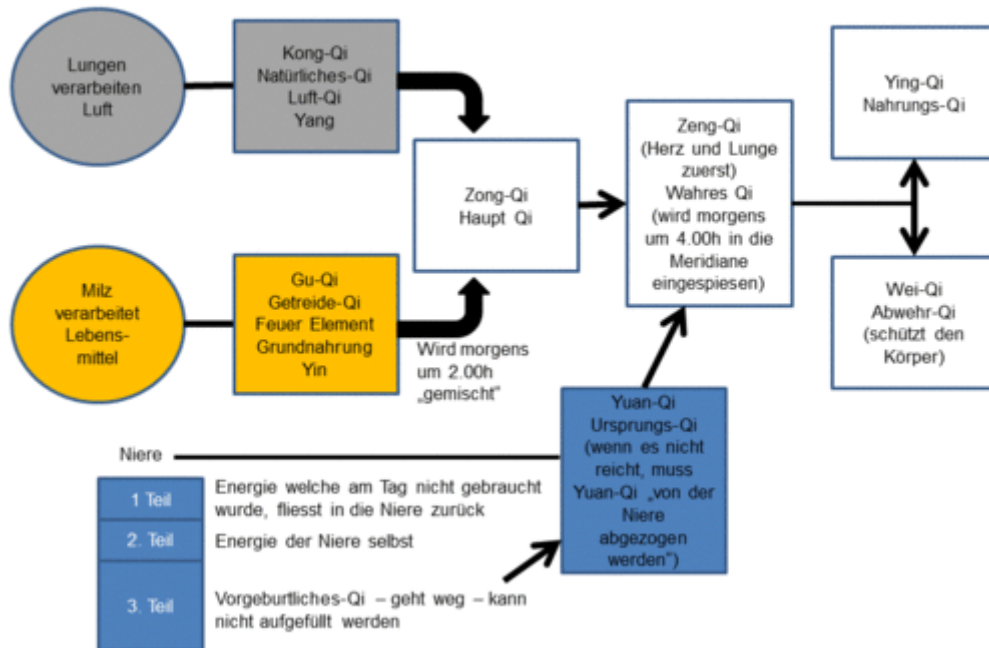 Lungen
verarbeiten
Luft
Kong-Qi
Natürliches-Qi
Luft-Qi
Yang
Milz
verarbeitet
Lebens-
mittel
Gu-Qi
Getreide-Qi
Feuer Element
Grundnahrung
Yin
Zong-Qi
Haupt Qi
Wird morgens
um 2.00h
„gemischt"
Zeng-Qi
(Herz und Lunge
zuerst)
Wahres Qi
(wird morgens
um 4.00h in die
Meridiane
eingespiesen)
Ying-Qi
Nahrungs-Qi
Wei-Qi
Abwehr-Qi
(schützt den
Körper)
Yuan-Qi
Ursprungs-Qi
(wenn es nicht
reicht, muss
Yuan-Qi „von der
Niere
abgezogen
werden")
Niere
1 Teil
Energie welche am Tag nicht gebraucht
wurde, fliesst in die Niere zurück
2. Teil
Energie der Niere selbst
3. Teil
Vorgeburtliches-Qi – geht weg – kann
nicht aufgefüllt werden